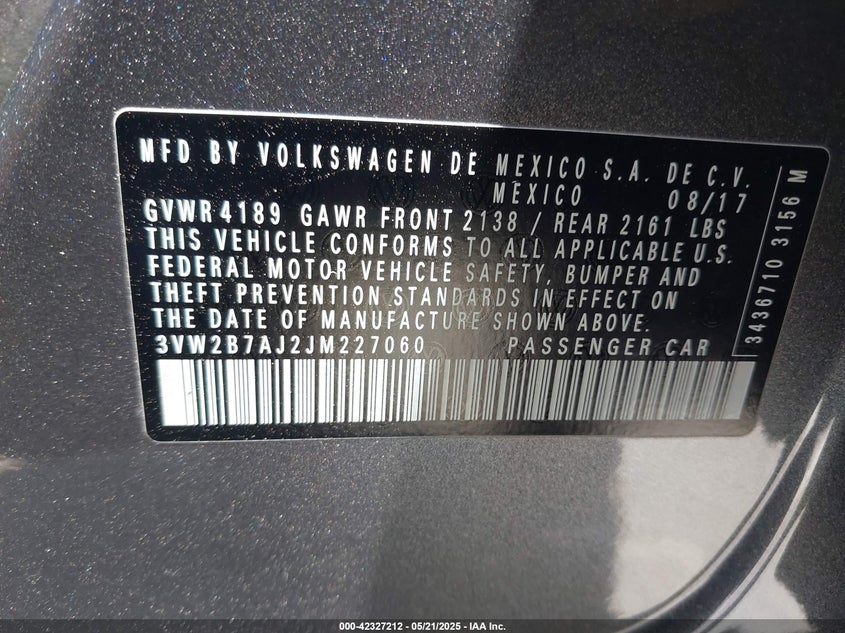 MFD BY VOLKSWAGEN DE MEXICO S.A. DE C.V.
MEXICO 08/17
GVWR 4189 GAWR FRONT 2138 / REAR 2161 LBS
THIS VEHICLE CONFORMS TO ALL APPLICABLE U.S.
FEDERAL MOTOR VEHICLE SAFETY, BUMPER AND
THEFT PREVENTION STANDARDS IN EFFECT ON
THE DATE OF MANUFACTURE SHOWN ABOVE.
3VW2B7AJ2JM227060 PASSENGER CAR
3436710 3156 M
000-42327212 - 05/21/2025 - IAA Inc.